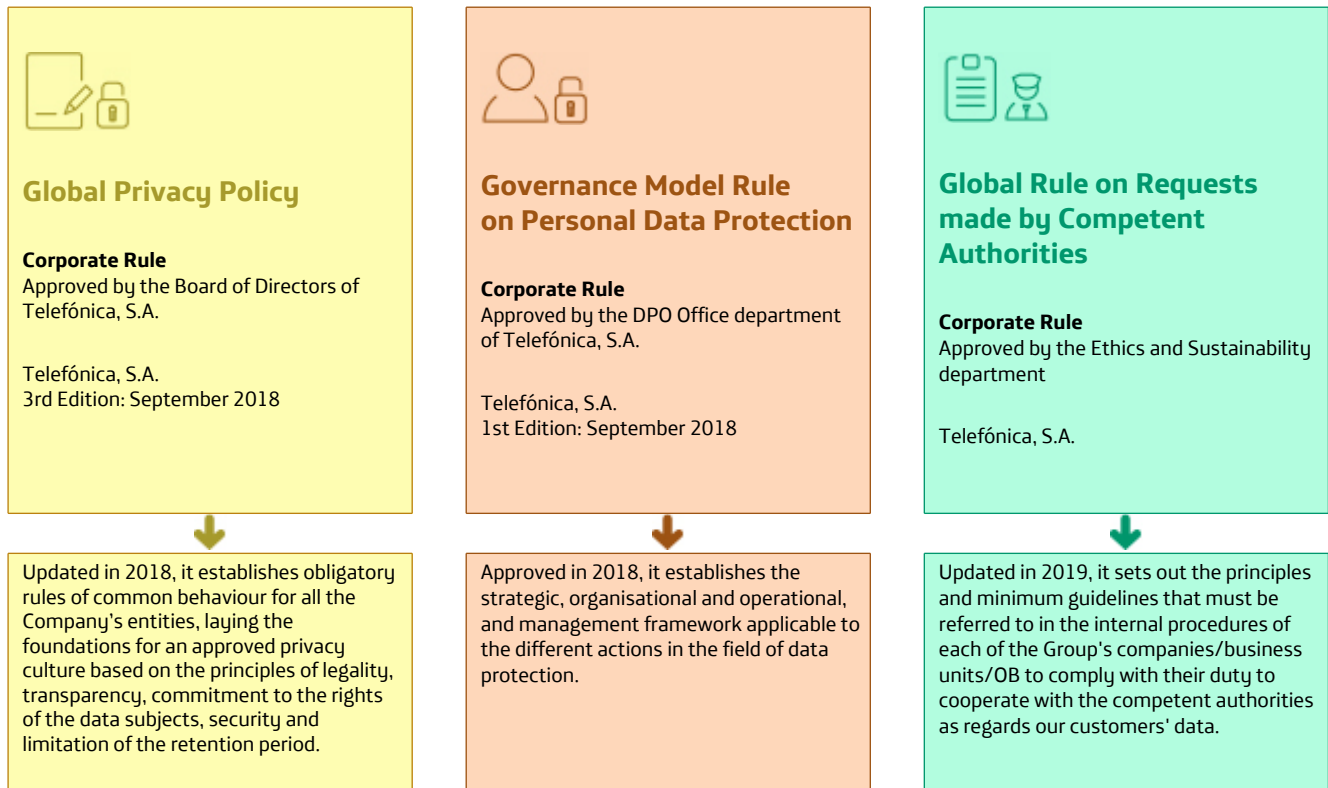 Global Privacy Policy
Corporate Rule
Approved by the Board of Directors of
Telefónica, S.A.
Telefónica, S.A.
3rd Edition: September 2018
Updated in 2018, it establishes obligatory
rules of common behaviour for all the
Company's entities, laying the
foundations for an approved privacy
culture based on the principles of legality,
transparency, commitment to the rights
of the data subjects, security and
limitation of the retention period.
Governance Model Rule
on Personal Data Protection
Corporate Rule
Approved by the DPO Office department
of Telefónica, S.A.
Telefónica, S.A.
1st Edition: September 2018
Approved in 2018, it establishes the
strategic, organisational and operational,
and management framework applicable to
the different actions in the field of data
protection.
Global Rule on Requests
made by Competent
Authorities
Corporate Rule
Approved by the Ethics and Sustainability
department
Telefónica, S.A.
Updated in 2019, it sets out the principles
and minimum guidelines that must be
referred to in the internal procedures of
each of the Group's companies/business
units/OB to comply with their duty to
cooperate with the competent authorities
as regards our customers' data.